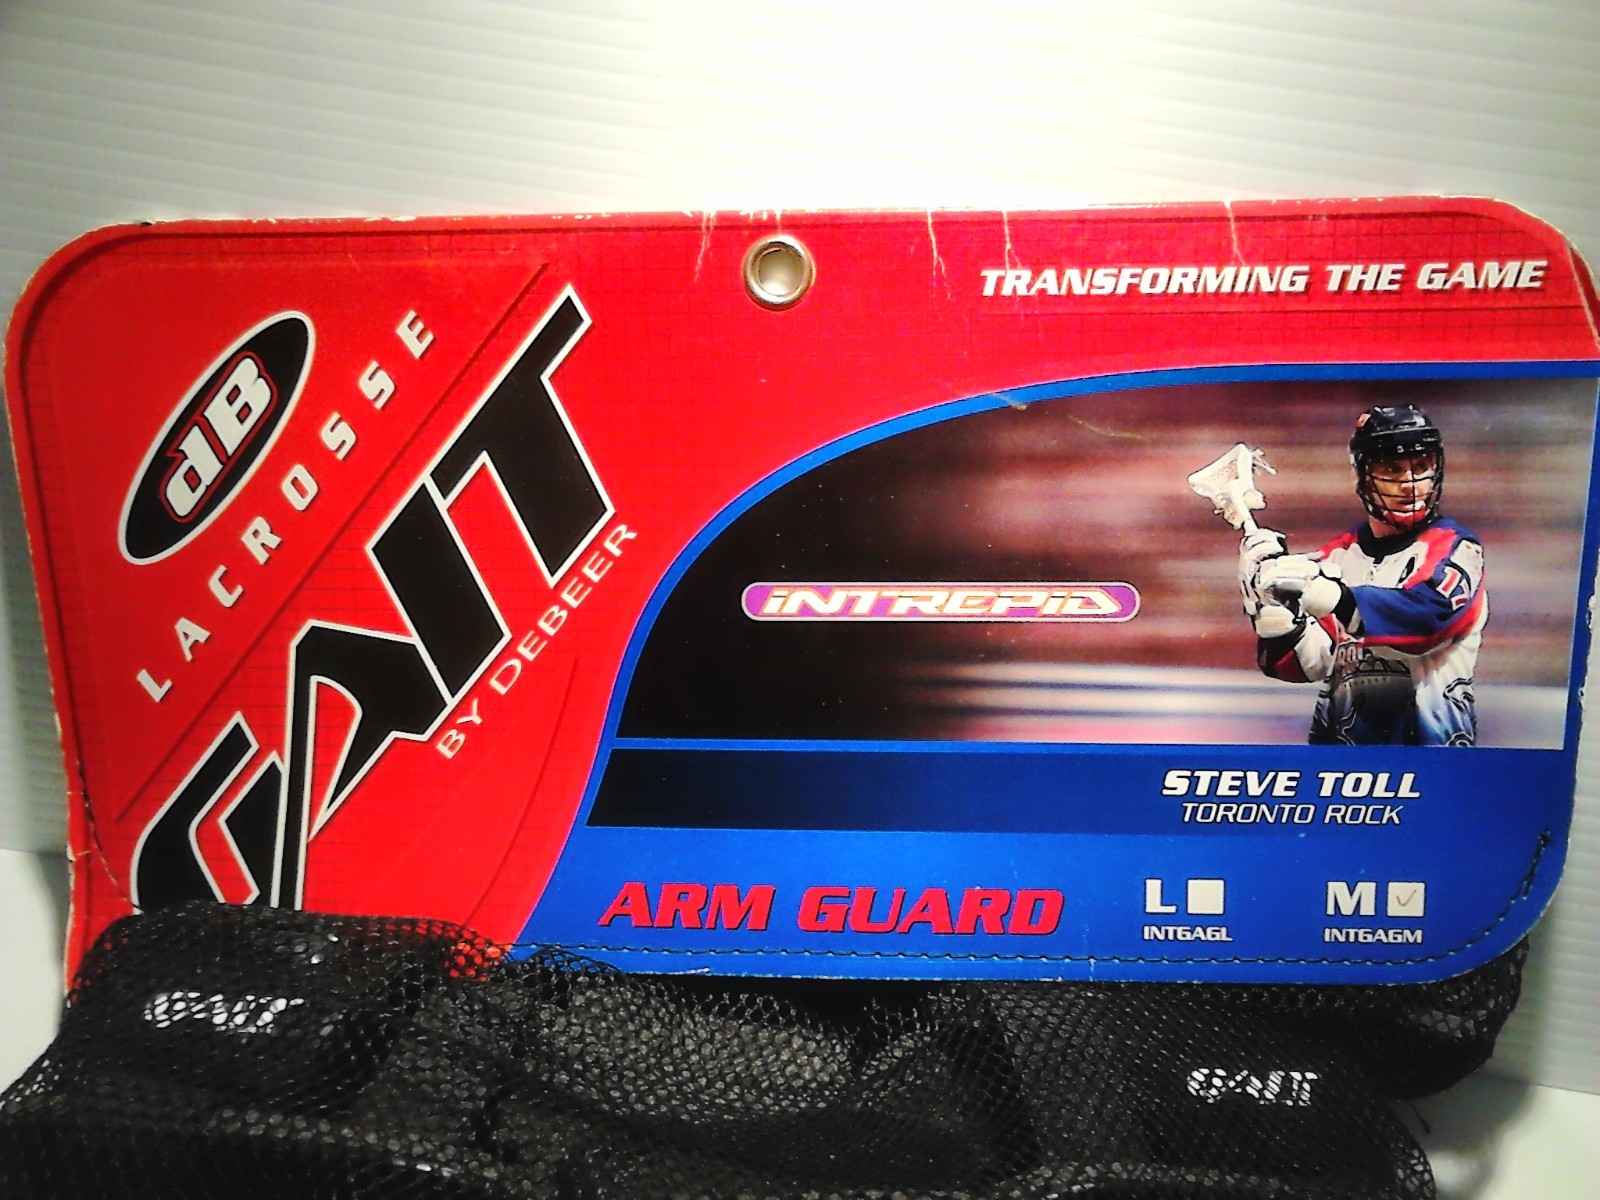 dB
LACROSSE
GAIT
BY DEBEER
TRANSFORMING THE GAME
INTREPID
STEVE TOLL
TORONTO ROCK
ARM GUARD
L
INTGAGL
M
INTGAGM
GAIT
GAIT